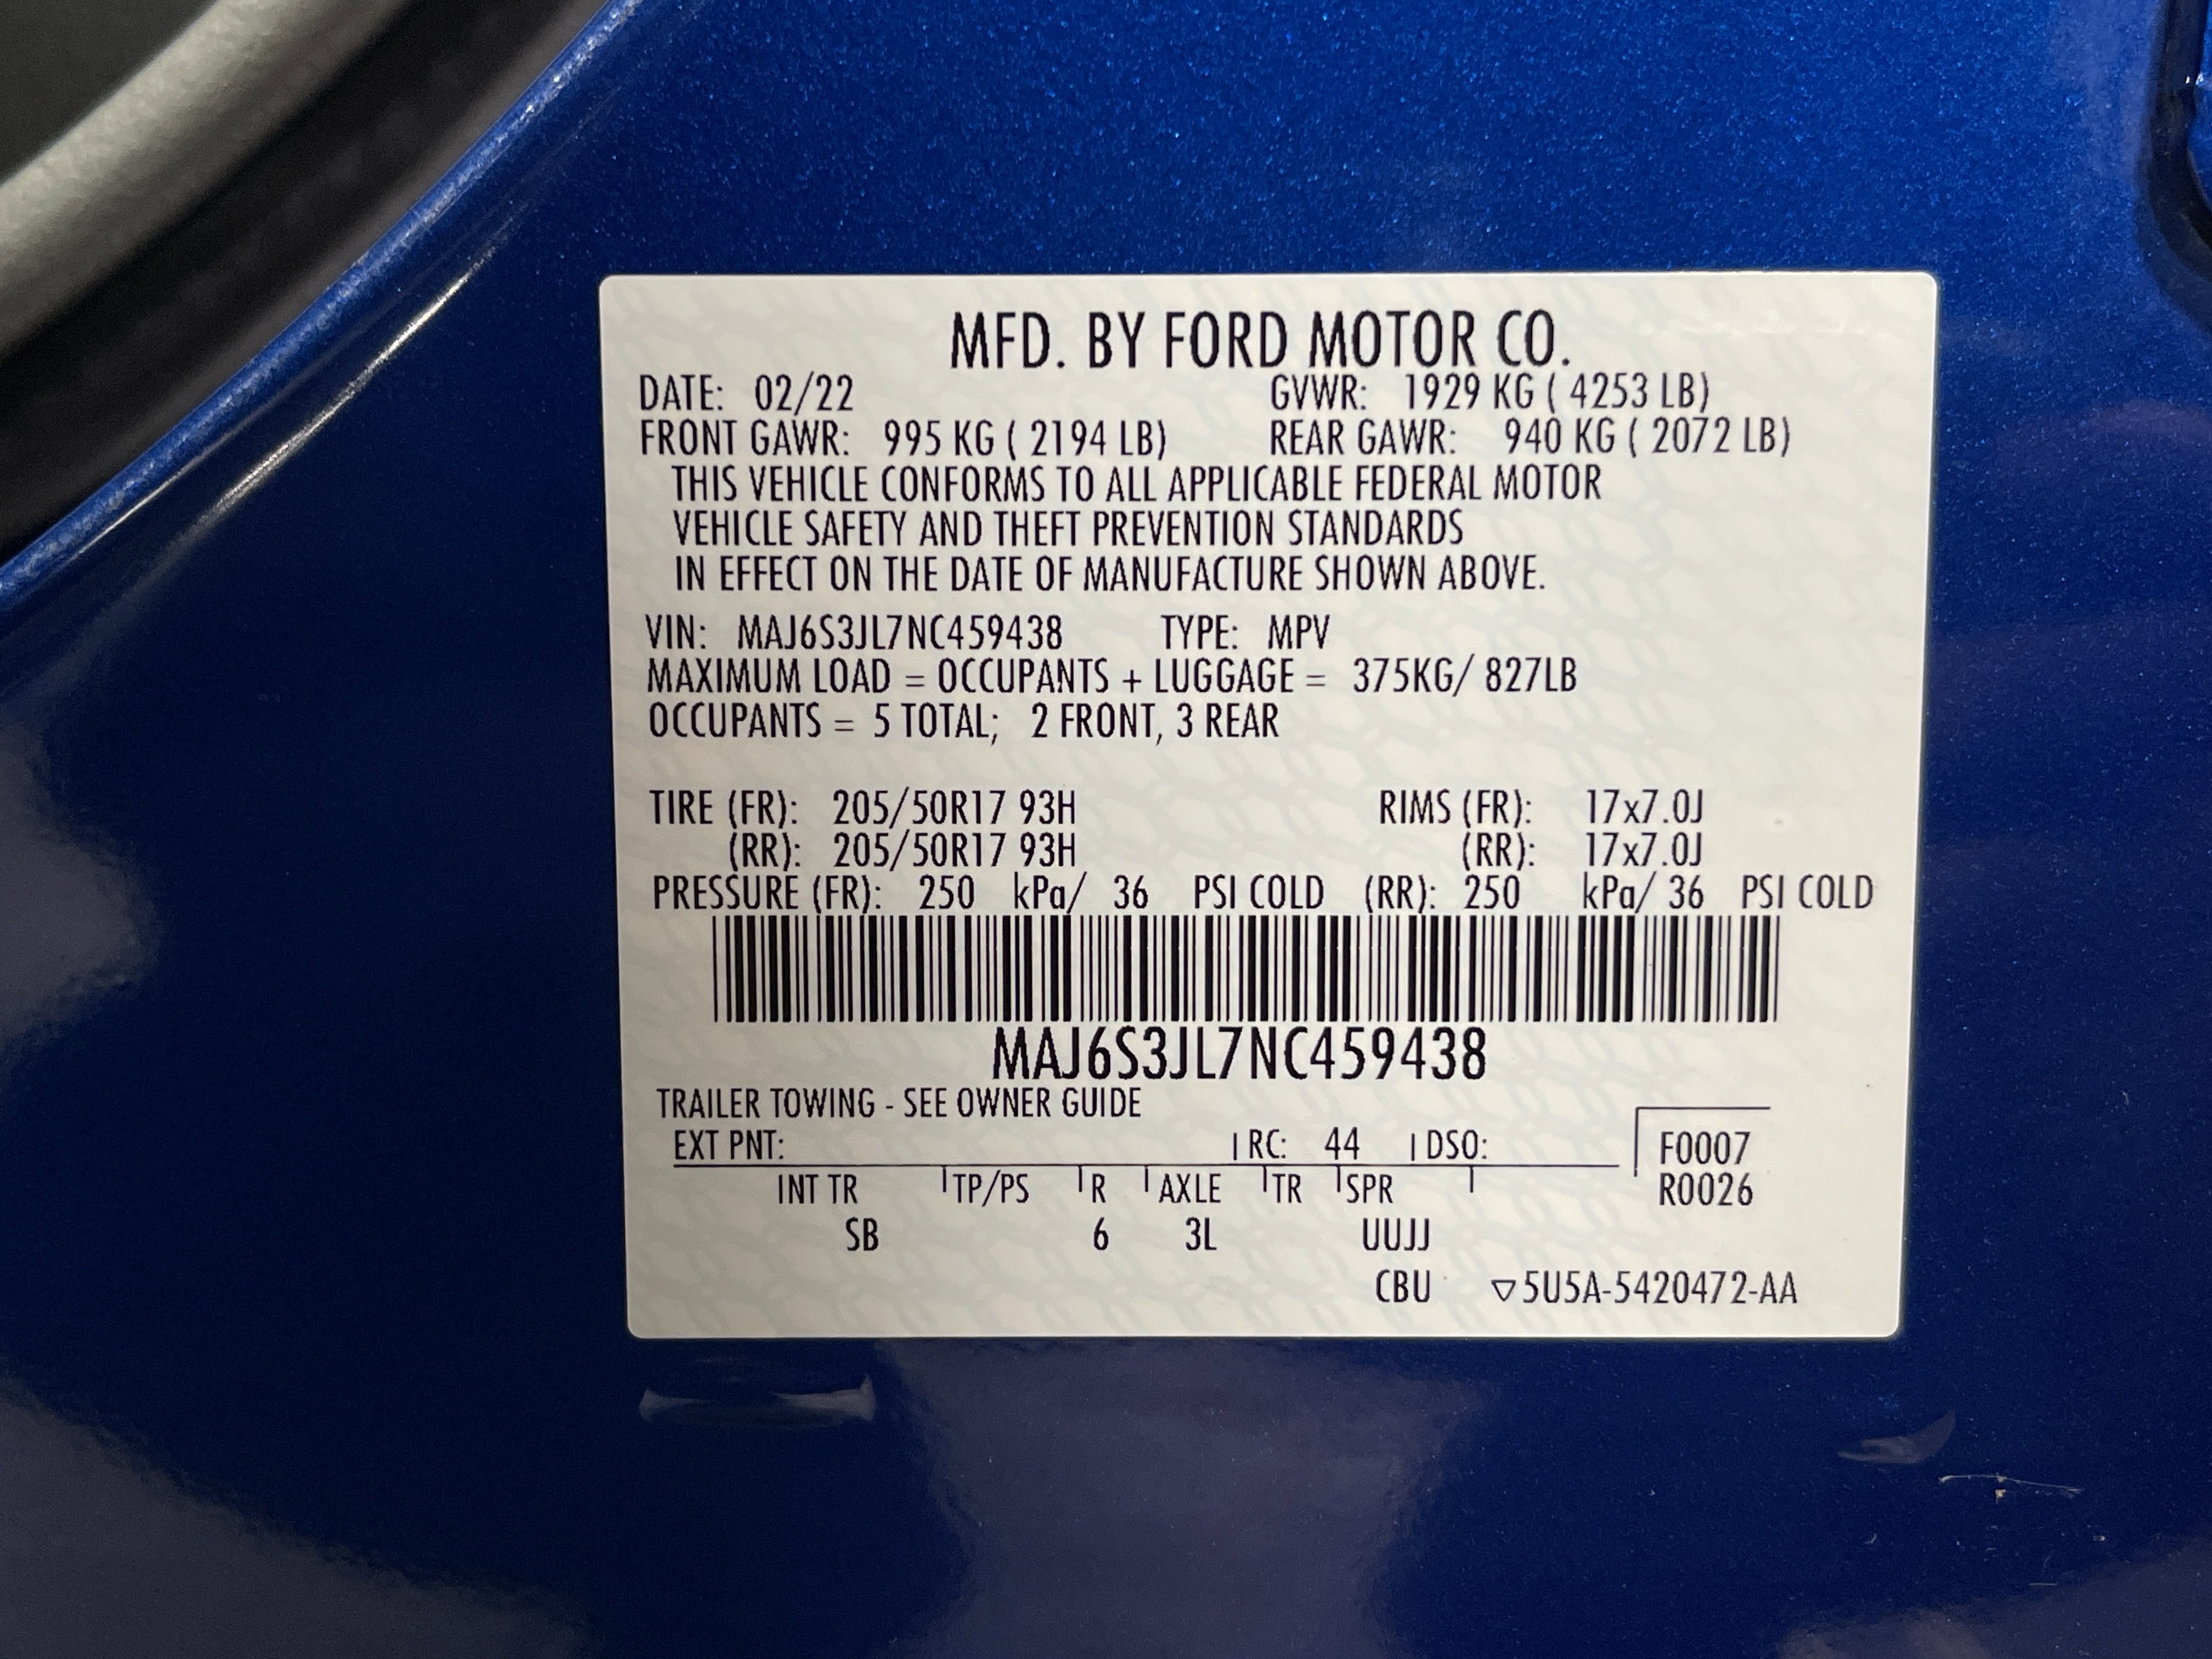 MFD. BY FORD MOTOR CO.
DATE: 02/22 GVWR: 1929 KG ( 4253 LB)
FRONT GAWR: 995 KG ( 2194 LB) REAR GAWR: 940 KG ( 2072 LB)
THIS VEHICLE CONFORMS TO ALL APPLICABLE FEDERAL MOTOR
VEHICLE SAFETY AND THEFT PREVENTION STANDARDS
IN EFFECT ON THE DATE OF MANUFACTURE SHOWN ABOVE.
VIN: MAJ6S3JL7NC459438 TYPE: MPV
MAXIMUM LOAD = OCCUPANTS + LUGGAGE = 375KG/ 827LB
OCCUPANTS = 5 TOTAL; 2 FRONT, 3 REAR
TIRE (FR): 205/50R17 93H RIMS (FR): 17x7.0J
(RR): 205/50R17 93H (RR): 17x7.0J
PRESSURE (FR): 250 kPa/ 36 PSI COLD (RR): 250 kPa/ 36 PSI COLD
MAJ6S3JL7NC459438
TRAILER TOWING - SEE OWNER GUIDE
EXT PNT: RC: 44 DSO: F0007
INT TR TP/PS R AXLE TR SPR R0026
SB 6 3L UUJJ
CBU ▽5U5A-5420472-AA